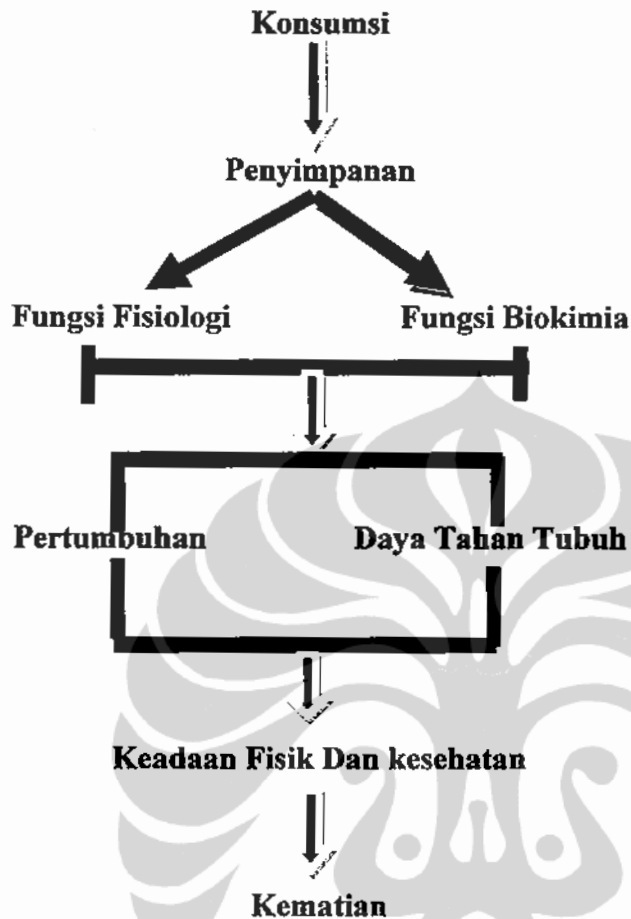 Konsumsi
Penyimpanan
Fungsi Fisiologi
Fungsi Biokimia
Pertumbuhan
Daya Tahan Tubuh
Keadaan Fisik Dan kesehatan
Kematian